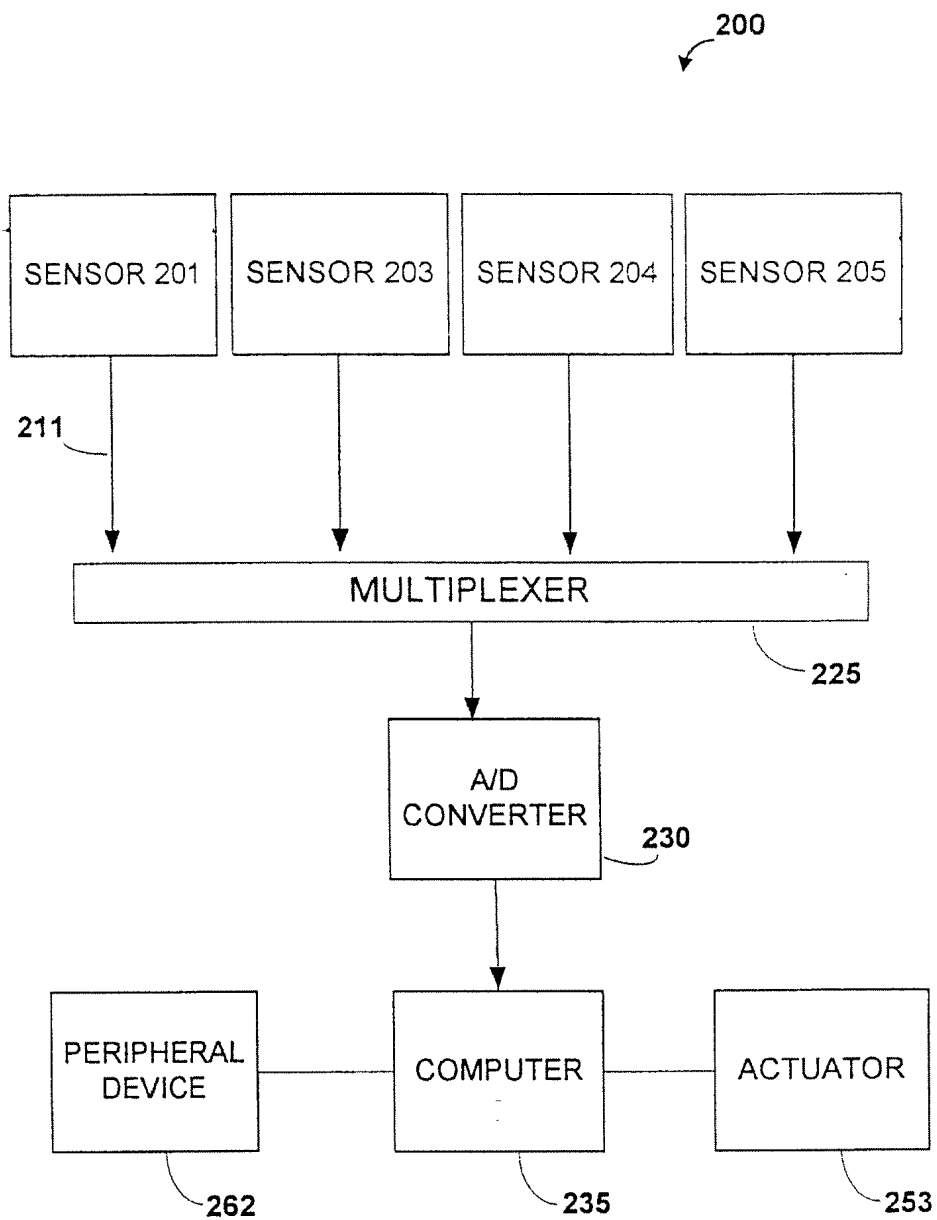 200
SENSOR 201
SENSOR 203
SENSOR 204
SENSOR 205
211
MULTIPLEXER
225
A/D
CONVERTER
230
PERIPHERAL
DEVICE
COMPUTER
ACTUATOR
262
235
253